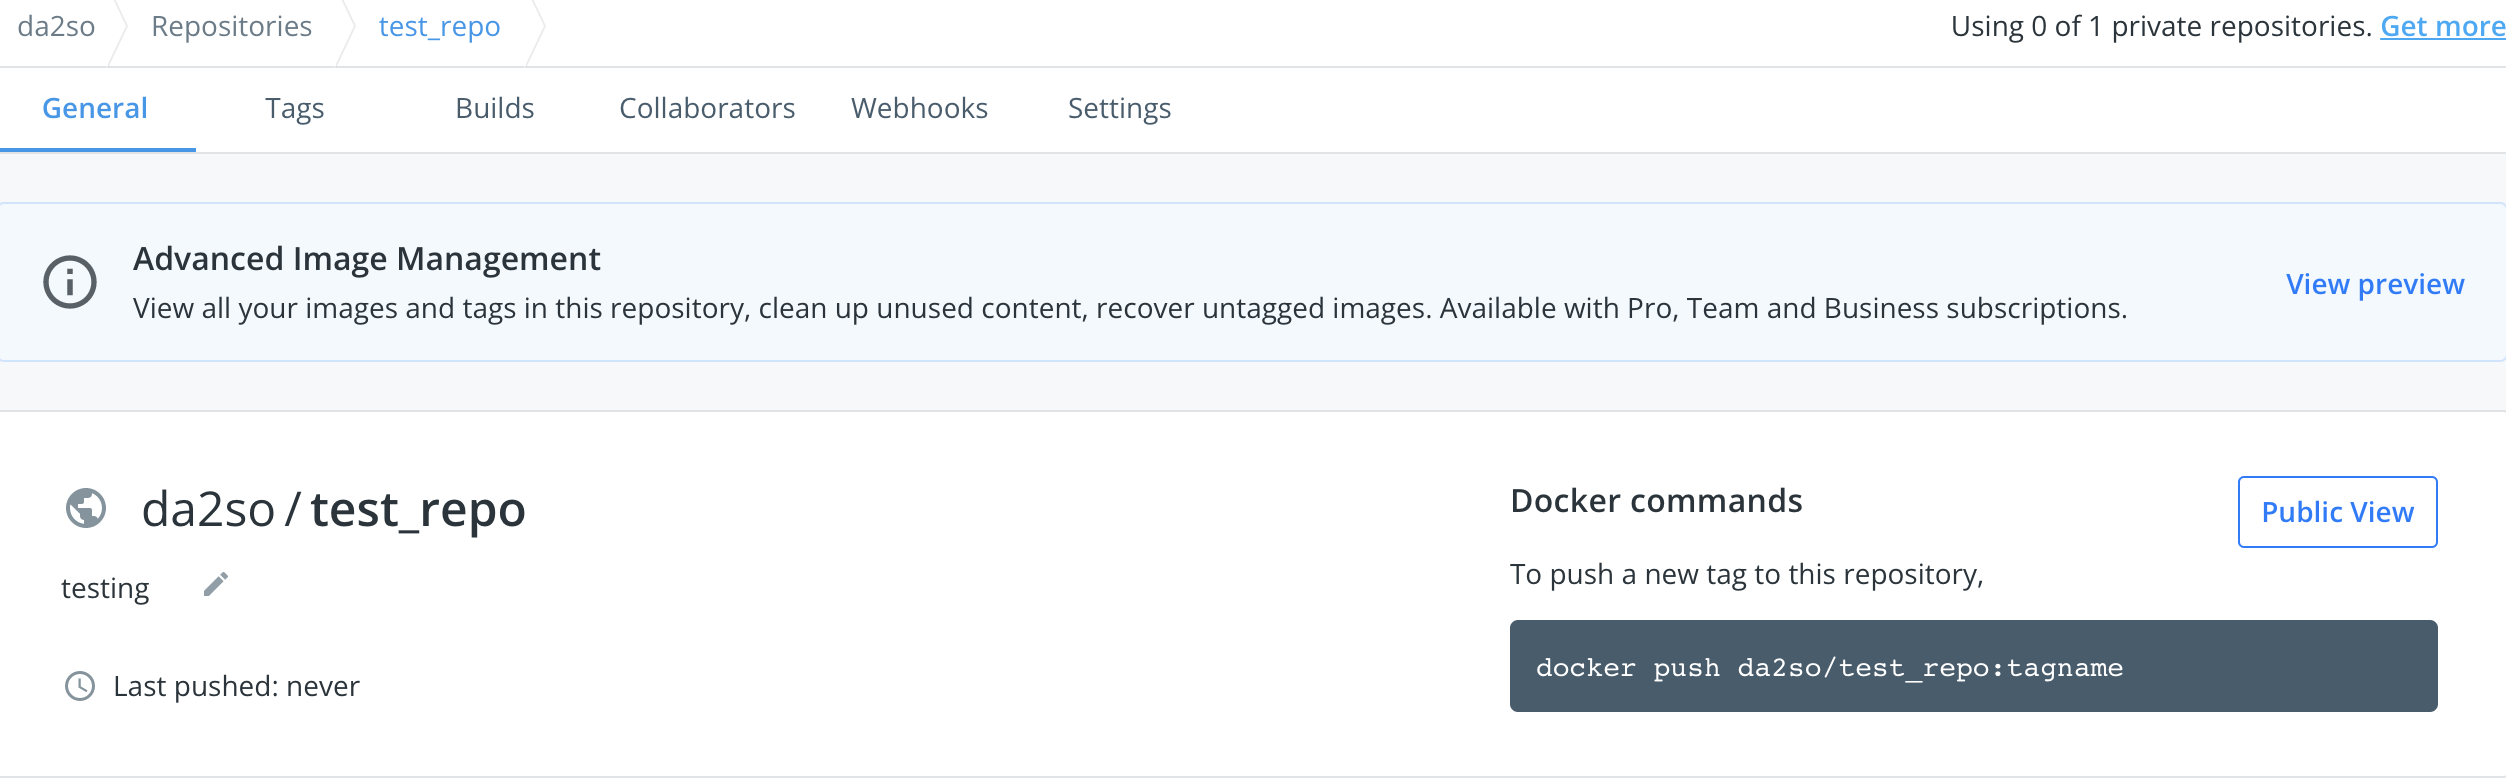 da2so Repositories test_repo Using 0 of 1 private repositories. Get more
General Tags Builds Collaborators Webhooks Settings
Advanced Image Management
View all your images and tags in this repository, clean up unused content, recover untagged images. Available with Pro, Team and Business subscriptions.
View preview
da2so / test_repo
testing
Last pushed: never
Docker commands
Public View
To push a new tag to this repository,
docker push da2so/test_repo:tagname